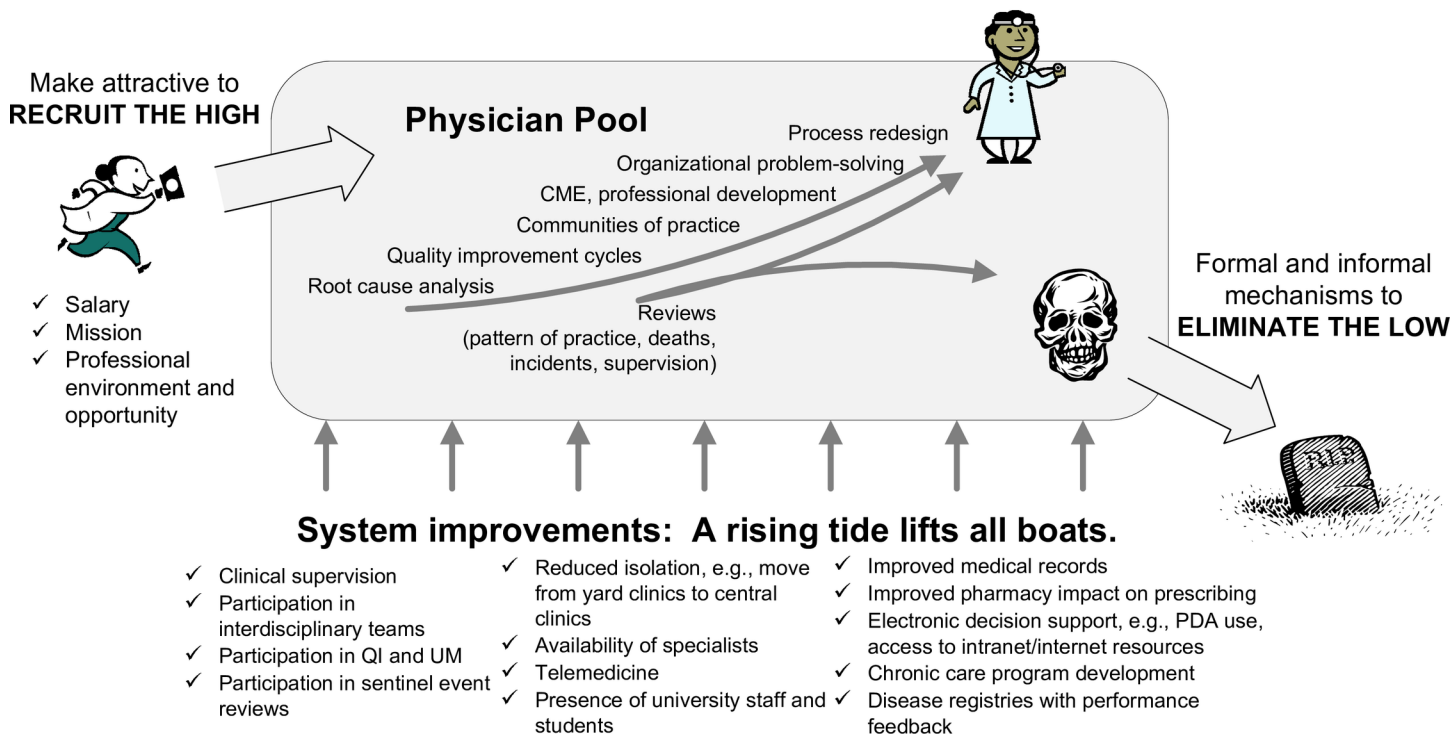 Make attractive to
RECRUIT THE HIGH
✓ Salary
✓ Mission
✓ Professional
environment and
opportunity
Physician Pool
Process redesign
Organizational problem-solving
CME, professional development
Communities of practice
Quality improvement cycles
Root cause analysis
Reviews
(pattern of practice, deaths,
incidents, supervision)
Formal and informal
mechanisms to
ELIMINATE THE LOW
R.I.P.
System improvements: A rising tide lifts all boats.
✓ Clinical supervision
✓ Participation in
interdisciplinary teams
✓ Participation in QI and UM
✓ Participation in sentinel event
reviews
✓ Reduced isolation, e.g., move
from yard clinics to central
clinics
✓ Availability of specialists
✓ Telemedicine
✓ Presence of university staff and
students
✓ Improved medical records
✓ Improved pharmacy impact on prescribing
✓ Electronic decision support, e.g., PDA use,
access to intranet/internet resources
✓ Chronic care program development
✓ Disease registries with performance
feedback